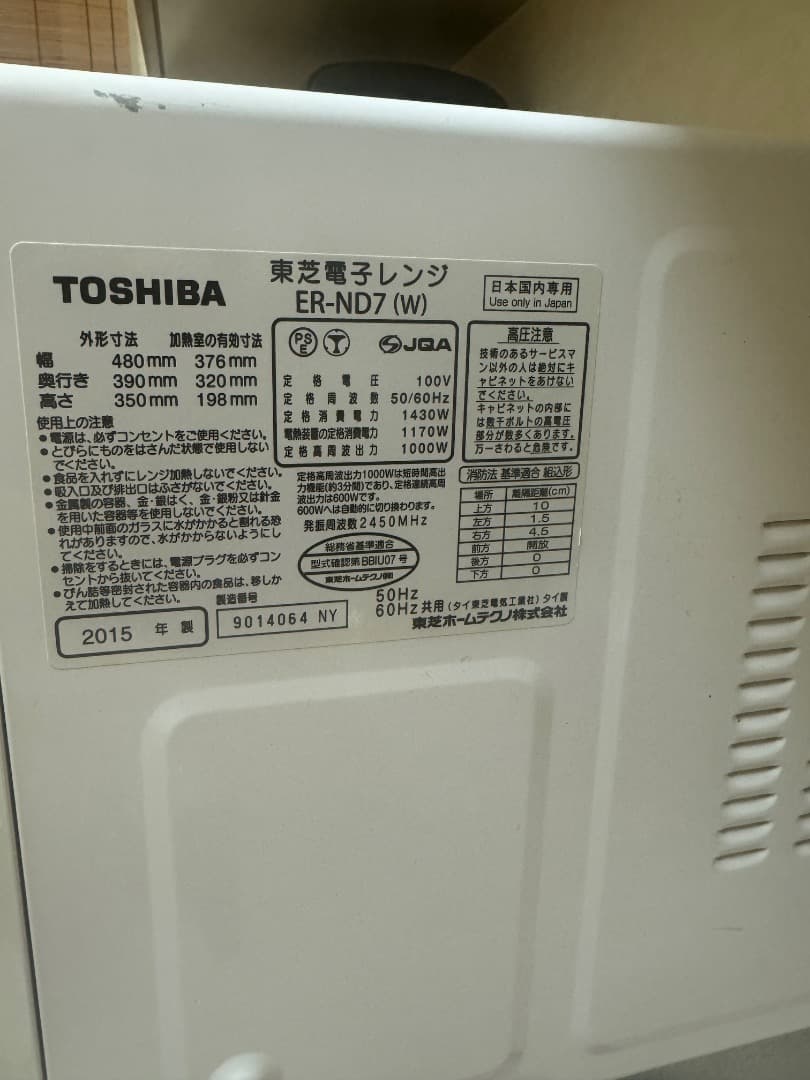 TOSHIBA
東芝電子レンジ
ER-ND7 (W)
日本国内専用
Use only in Japan
外形寸法 加熱室の有効寸法
幅 480mm 376mm
奥行き 390mm 320mm
高さ 350mm 198mm
使用上の注意
●電源は、必ずコンセントをご使用ください。
●とびらにものをはさんだ状態で使用しない
でください。
●食品を入れずにレンジ加熱しないでください。
●吸入口及び排出口はふさがないでください。
●金属製の容器、金・銀はく、金・銀粉又は針金
を用いた容器等を使用しないでください。
●使用中前面のガラスに水がかかると割れる恐
れがありますので、水がかからないようにし
てください。
●掃除をするときには、電源プラグを必ずコン
セントから抜いてください。
●びん詰等密封された容器内の食品は、移しか
えて加熱してください。
PS
E
JQA
定格電圧 100V
定格周波数 50/60Hz
定格消費電力 1430W
電熱装置の定格消費電力 1170W
定格高周波出力 1000W
定格高周波出力1000Wは短時間高出
力機能(約3分間)であり、定格連続高周
波出力は600Wです。
600Wへは自動的に切り換わります。
発振周波数2450MHz
総務省基準適合
型式確認第BBIU07号
東芝ホームテクノ㈱
高圧注意
技術のあるサービスマ
ン以外の人は絶対にキ
ャビネットをあけない
でください。
キャビネットの内部に
は数千ボルトの高電圧
部分が数多くあります。
万一さわると危険です。
消防法 基準適合 組込形
場所 離隔距離(cm)
上方 10
左方 1.5
右方 4.5
前方 開放
後方 0
下方 0
2015 年 製
製造番号
9014064 NY
50Hz
60Hz 共用 (タイ東芝電気工業社) タイ製
東芝ホームテクノ株式会社